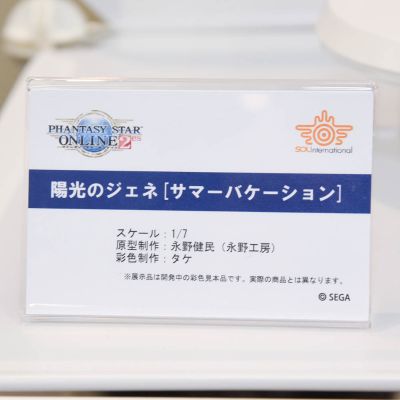 PHANTASY STAR
ONLINE 2 es
SOL International
陽光のジェネ[サマーバケーション]
スケール：1/7
原型制作：永野健民（永野工房）
彩色制作：タケ
※展示品は開発中の彩色見本品です。実際の商品とは異なります。
© SEGA